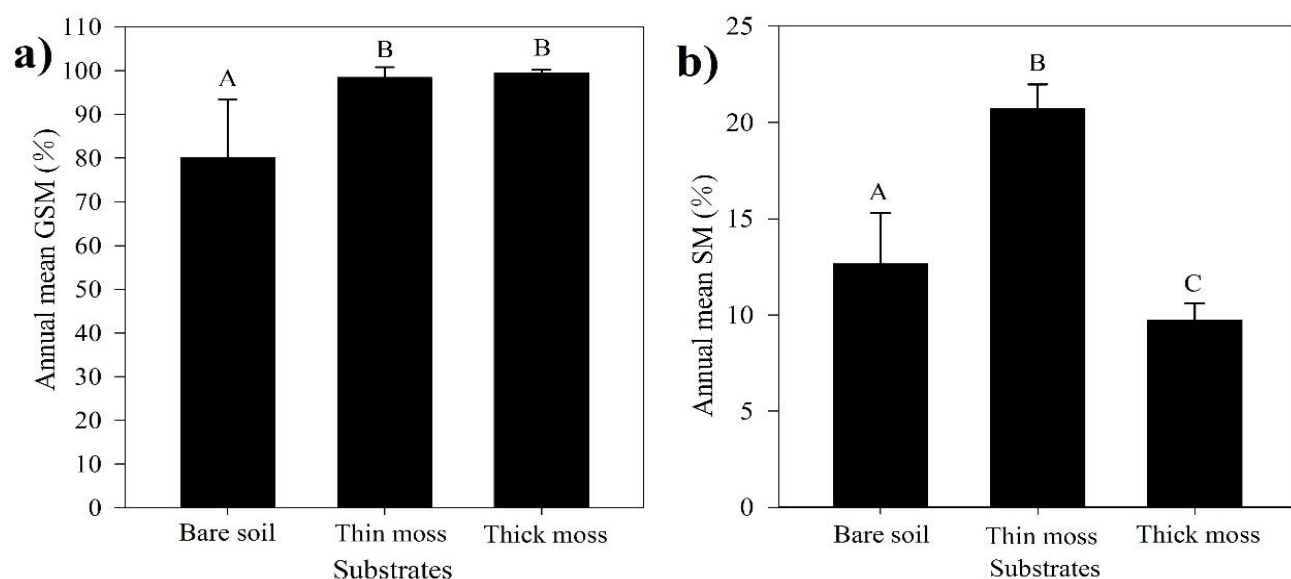 a)
Annual mean GSM (%)
110
100
90
80
70
60
50
40
30
20
10
0
A
B
B
Bare soil
Thin moss
Thick moss
Substrates
b)
Annual mean SM (%)
25
20
15
10
5
0
A
B
C
Bare soil
Thin moss
Thick moss
Substrates